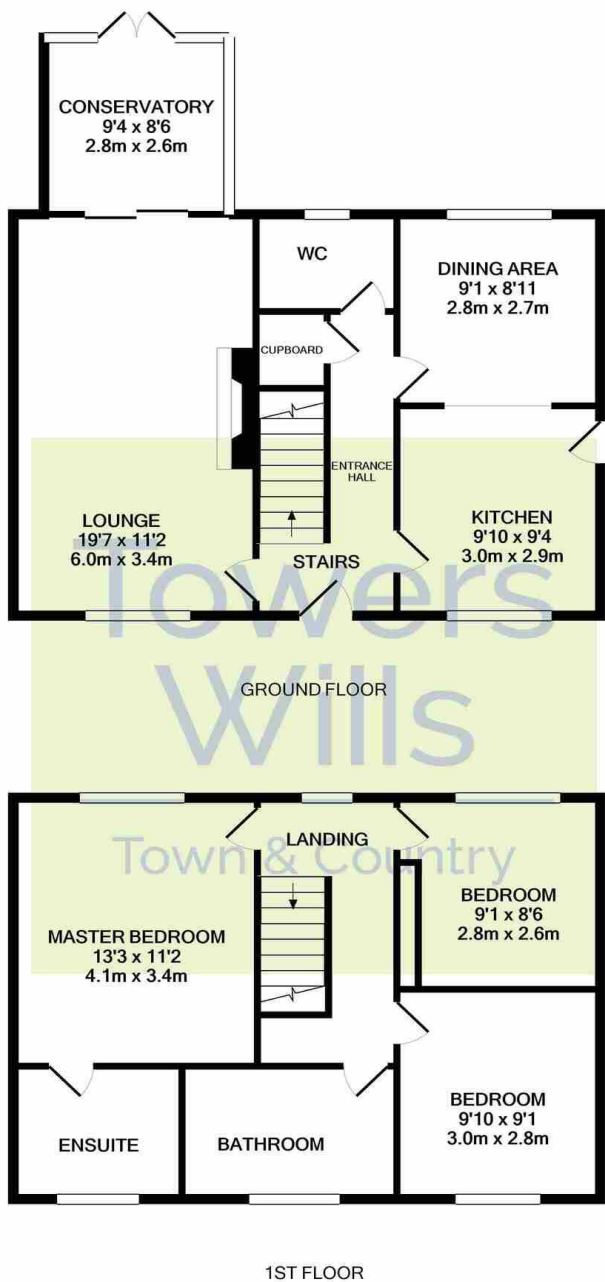 CONSERVATORY
9'4 x 8'6
2.8m x 2.6m
WC
DINING AREA
9'1 x 8'11
2.8m x 2.7m
CUPBOARD
ENTRANCE
HALL
LOUNGE
19'7 x 11'2
6.0m x 3.4m
KITCHEN
9'10 x 9'4
3.0m x 2.9m
STAIRS
Towers
GROUND FLOOR
Wills
LANDING
Town & Country
MASTER BEDROOM
13'3 x 11'2
4.1m x 3.4m
BEDROOM
9'1 x 8'6
2.8m x 2.6m
BEDROOM
9'10 x 9'1
3.0m x 2.8m
ENSUITE
BATHROOM
1ST FLOOR